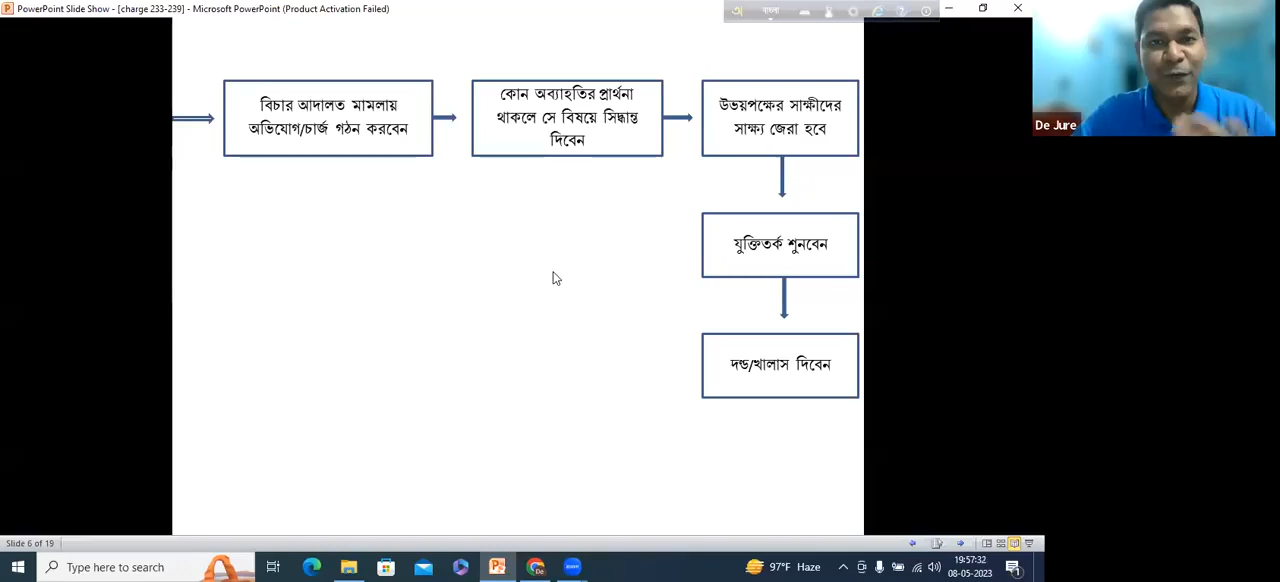 PowerPoint Slide Show - [charge 233-239] - Microsoft PowerPoint (Product Activation Failed)
বাংলা
বিচার আদালত মামলায়
অভিযোগ/চার্জ গঠন করবেন
কোন অব্যাহতির প্রার্থনা
থাকলে সে বিষয়ে সিদ্ধান্ত
দিবেন
উভয়পক্ষের সাক্ষীদের
সাক্ষ্য জেরা হবে
যুক্তিতর্ক শুনবেন
দন্ড/খালাস দিবেন
De Jure
Slide 6 of 19
Type here to search
97°F Haze
19:57:32
08-05-2023